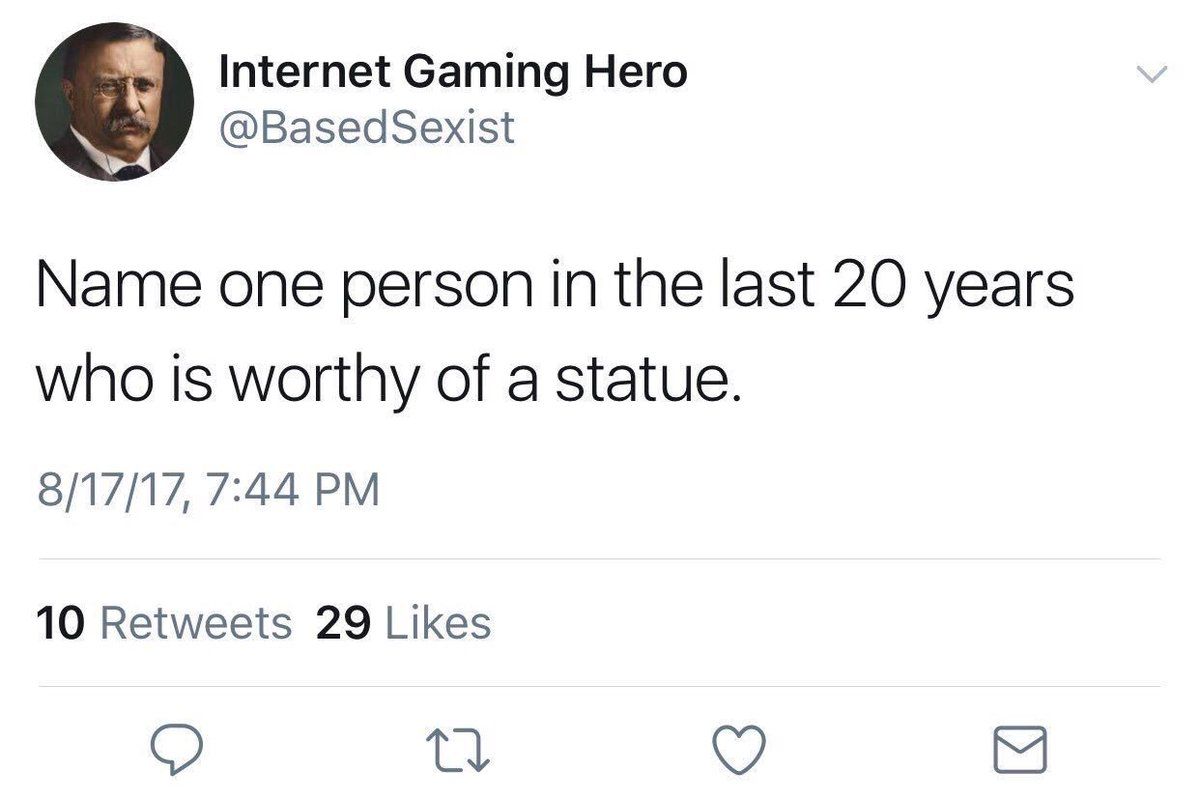 Internet Gaming Hero
@BasedSexist
Name one person in the last 20 years
who is worthy of a statue.
8/17/17, 7:44 PM
10 Retweets 29 Likes